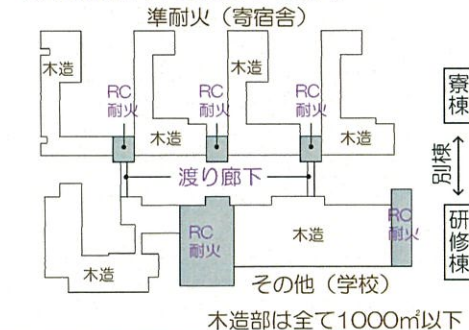 準耐火（寄宿舎）
木造
RC
耐火
木造
RC
耐火
木造
RC
耐火
木造
渡り廊下
寮棟
別棟
研修棟
木造
RC
耐火
木造
RC
耐火
その他（学校）
木造部は全て1000㎡以下